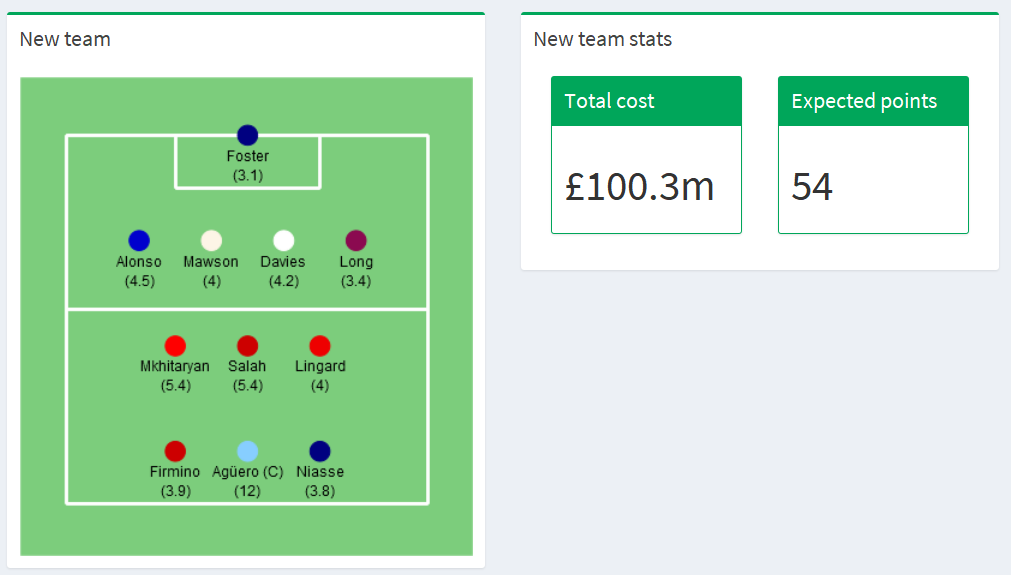 New team
Foster
(3.1)
Alonso Mawson Davies Long
(4.5) (4) (4.2) (3.4)
Mkhitaryan Salah Lingard
(5.4) (5.4) (4)
Firmino Agüero (C) Niasse
(3.9) (12) (3.8)
New team stats
Total cost
£100.3m
Expected points
54